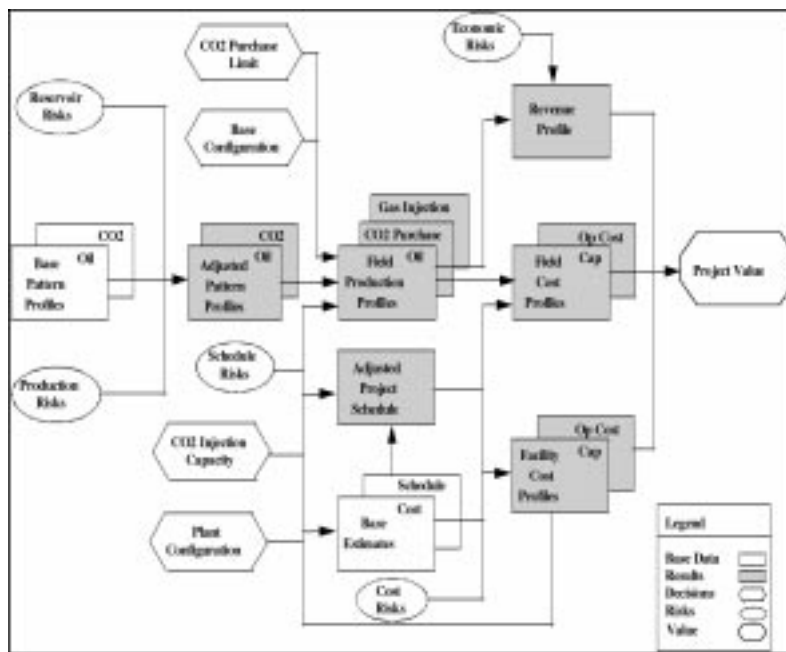 CO2 Purchase
Limit
Economic
Risks
Reservoir
Risks
Revenue
Profile
Base
Configuration
Gas Injection
CO2
CO2
CO2 Purchase
Op Cost
Oil
Base
Pattern
Profiles
Oil
Adjusted
Pattern
Profiles
Oil
Field
Production
Profiles
Cap
Field
Cost
Profiles
Project Value
Schedule
Risks
Adjusted
Project
Schedule
Production
Risks
CO2 Injection
Capacity
Op Cost
Cap
Facility
Cost
Profiles
Schedule
Cost
Base
Estimates
Plant
Configuration
Cost
Risks
Legend
Base Data
Results
Decisions
Risks
Value